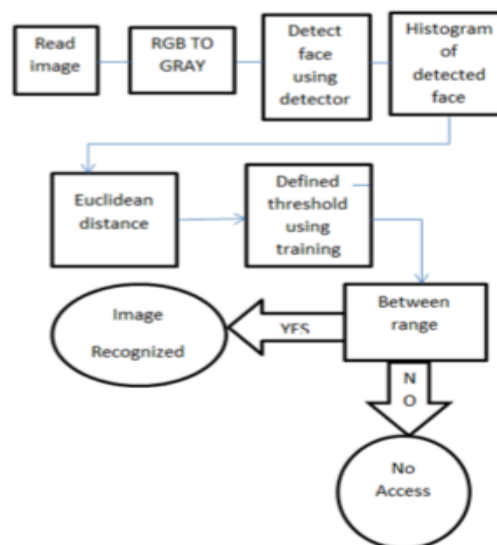 Read
image
RGB TO
GRAY
Detect
face
using
detector
Histogram
of
detected
face
Euclidean
distance
Defined
threshold
using
training
Between
range
YES
Image
Recognized
N
O
No
Access